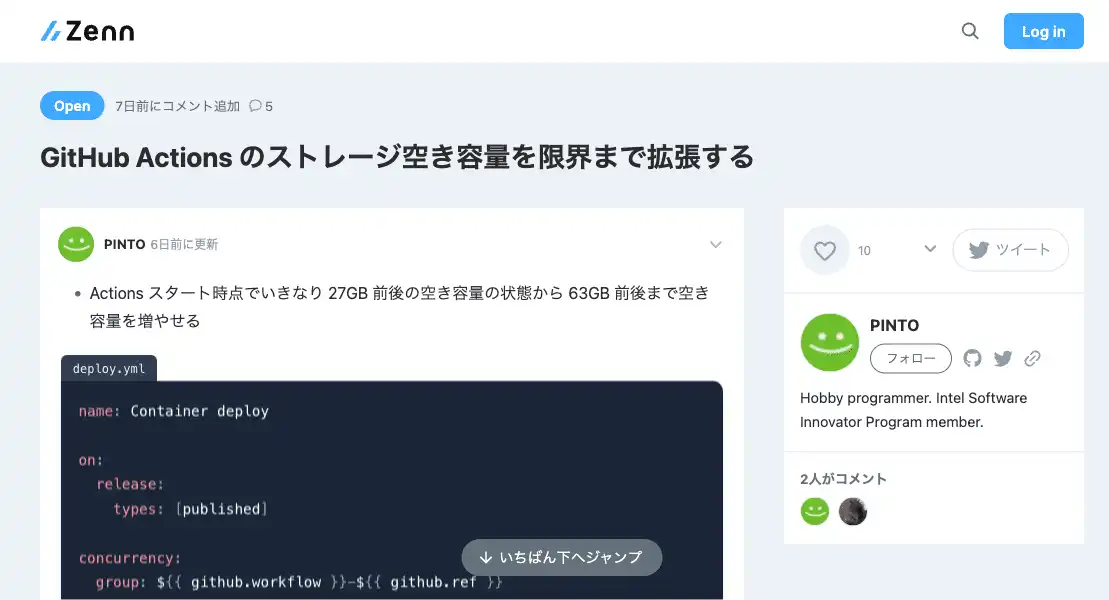 Zenn
Log in
Open 7日前にコメント追加 5
GitHub Actions のストレージ空き容量を限界まで拡張する
PINTO 6日前に更新
• Actions スタート時点でいきなり 27GB 前後の空き容量の状態から 63GB 前後まで空き
容量を増やせる
deploy.yml
name: Container deploy
on:
release:
types: [published]
concurrency:
group: ${{ github.workflow }}-${{ github.ref }}
↓ いちばん下へジャンプ
10
ツイート
PINTO
フォロー
Hobby programmer. Intel Software
Innovator Program member.
2人がコメント